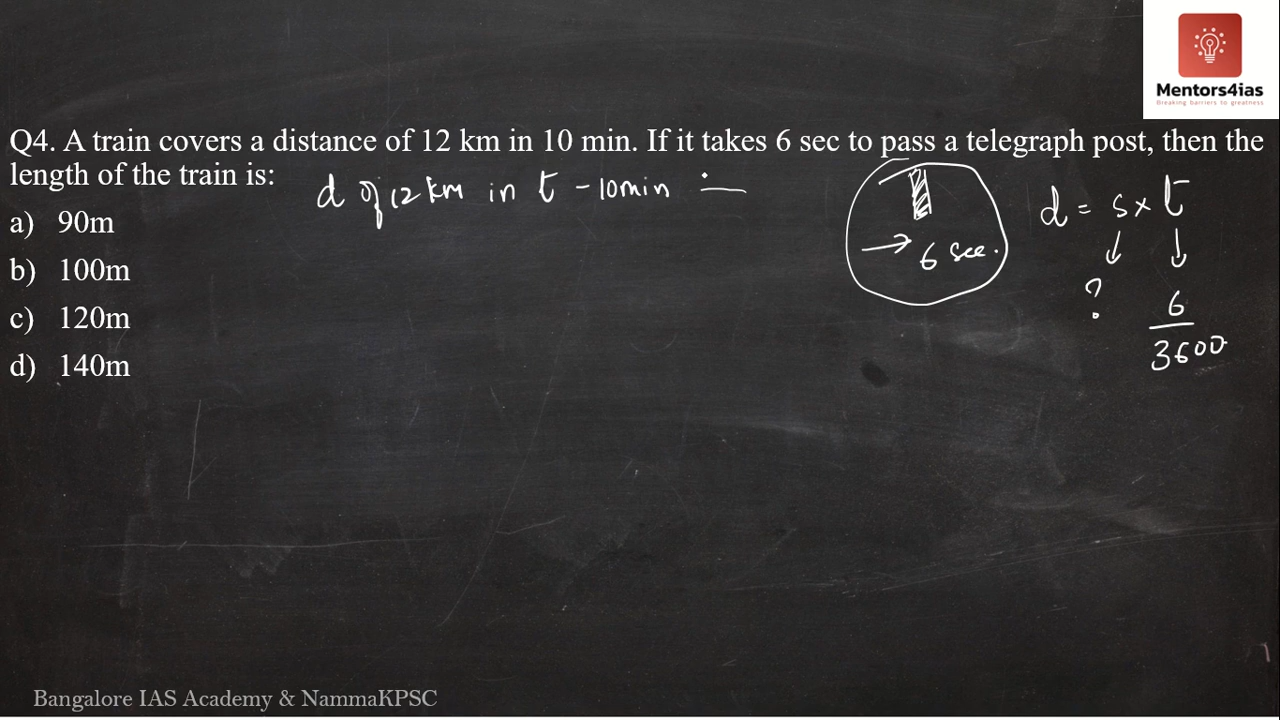 Mentors4ias
Breaking barriers to greatness
Q4. A train covers a distance of 12 km in 10 min. If it takes 6 sec to pass a telegraph post, then the
length of the train is:
d of 12 km in t - 10min
6 sec.
d = s x t
?
6
3600
a) 90m
b) 100m
c) 120m
d) 140m
Bangalore IAS Academy & NammaKPSC